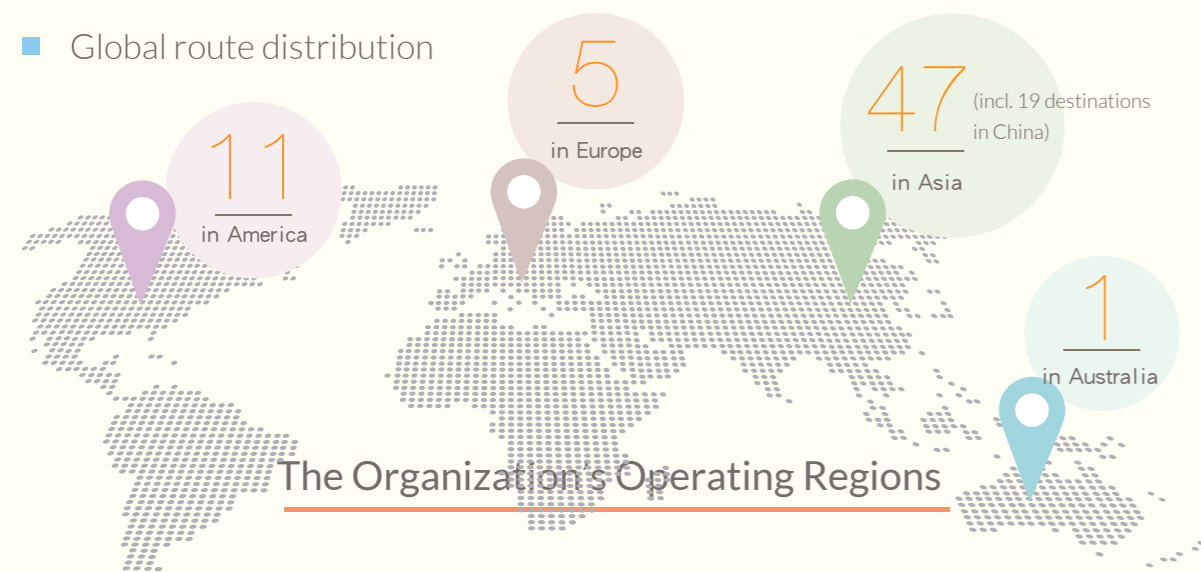 Global route distribution
11
in America
5
in Europe
47
(incl. 19 destinations
in China)
in Asia
1
in Australia
The Organization's Operating Regions